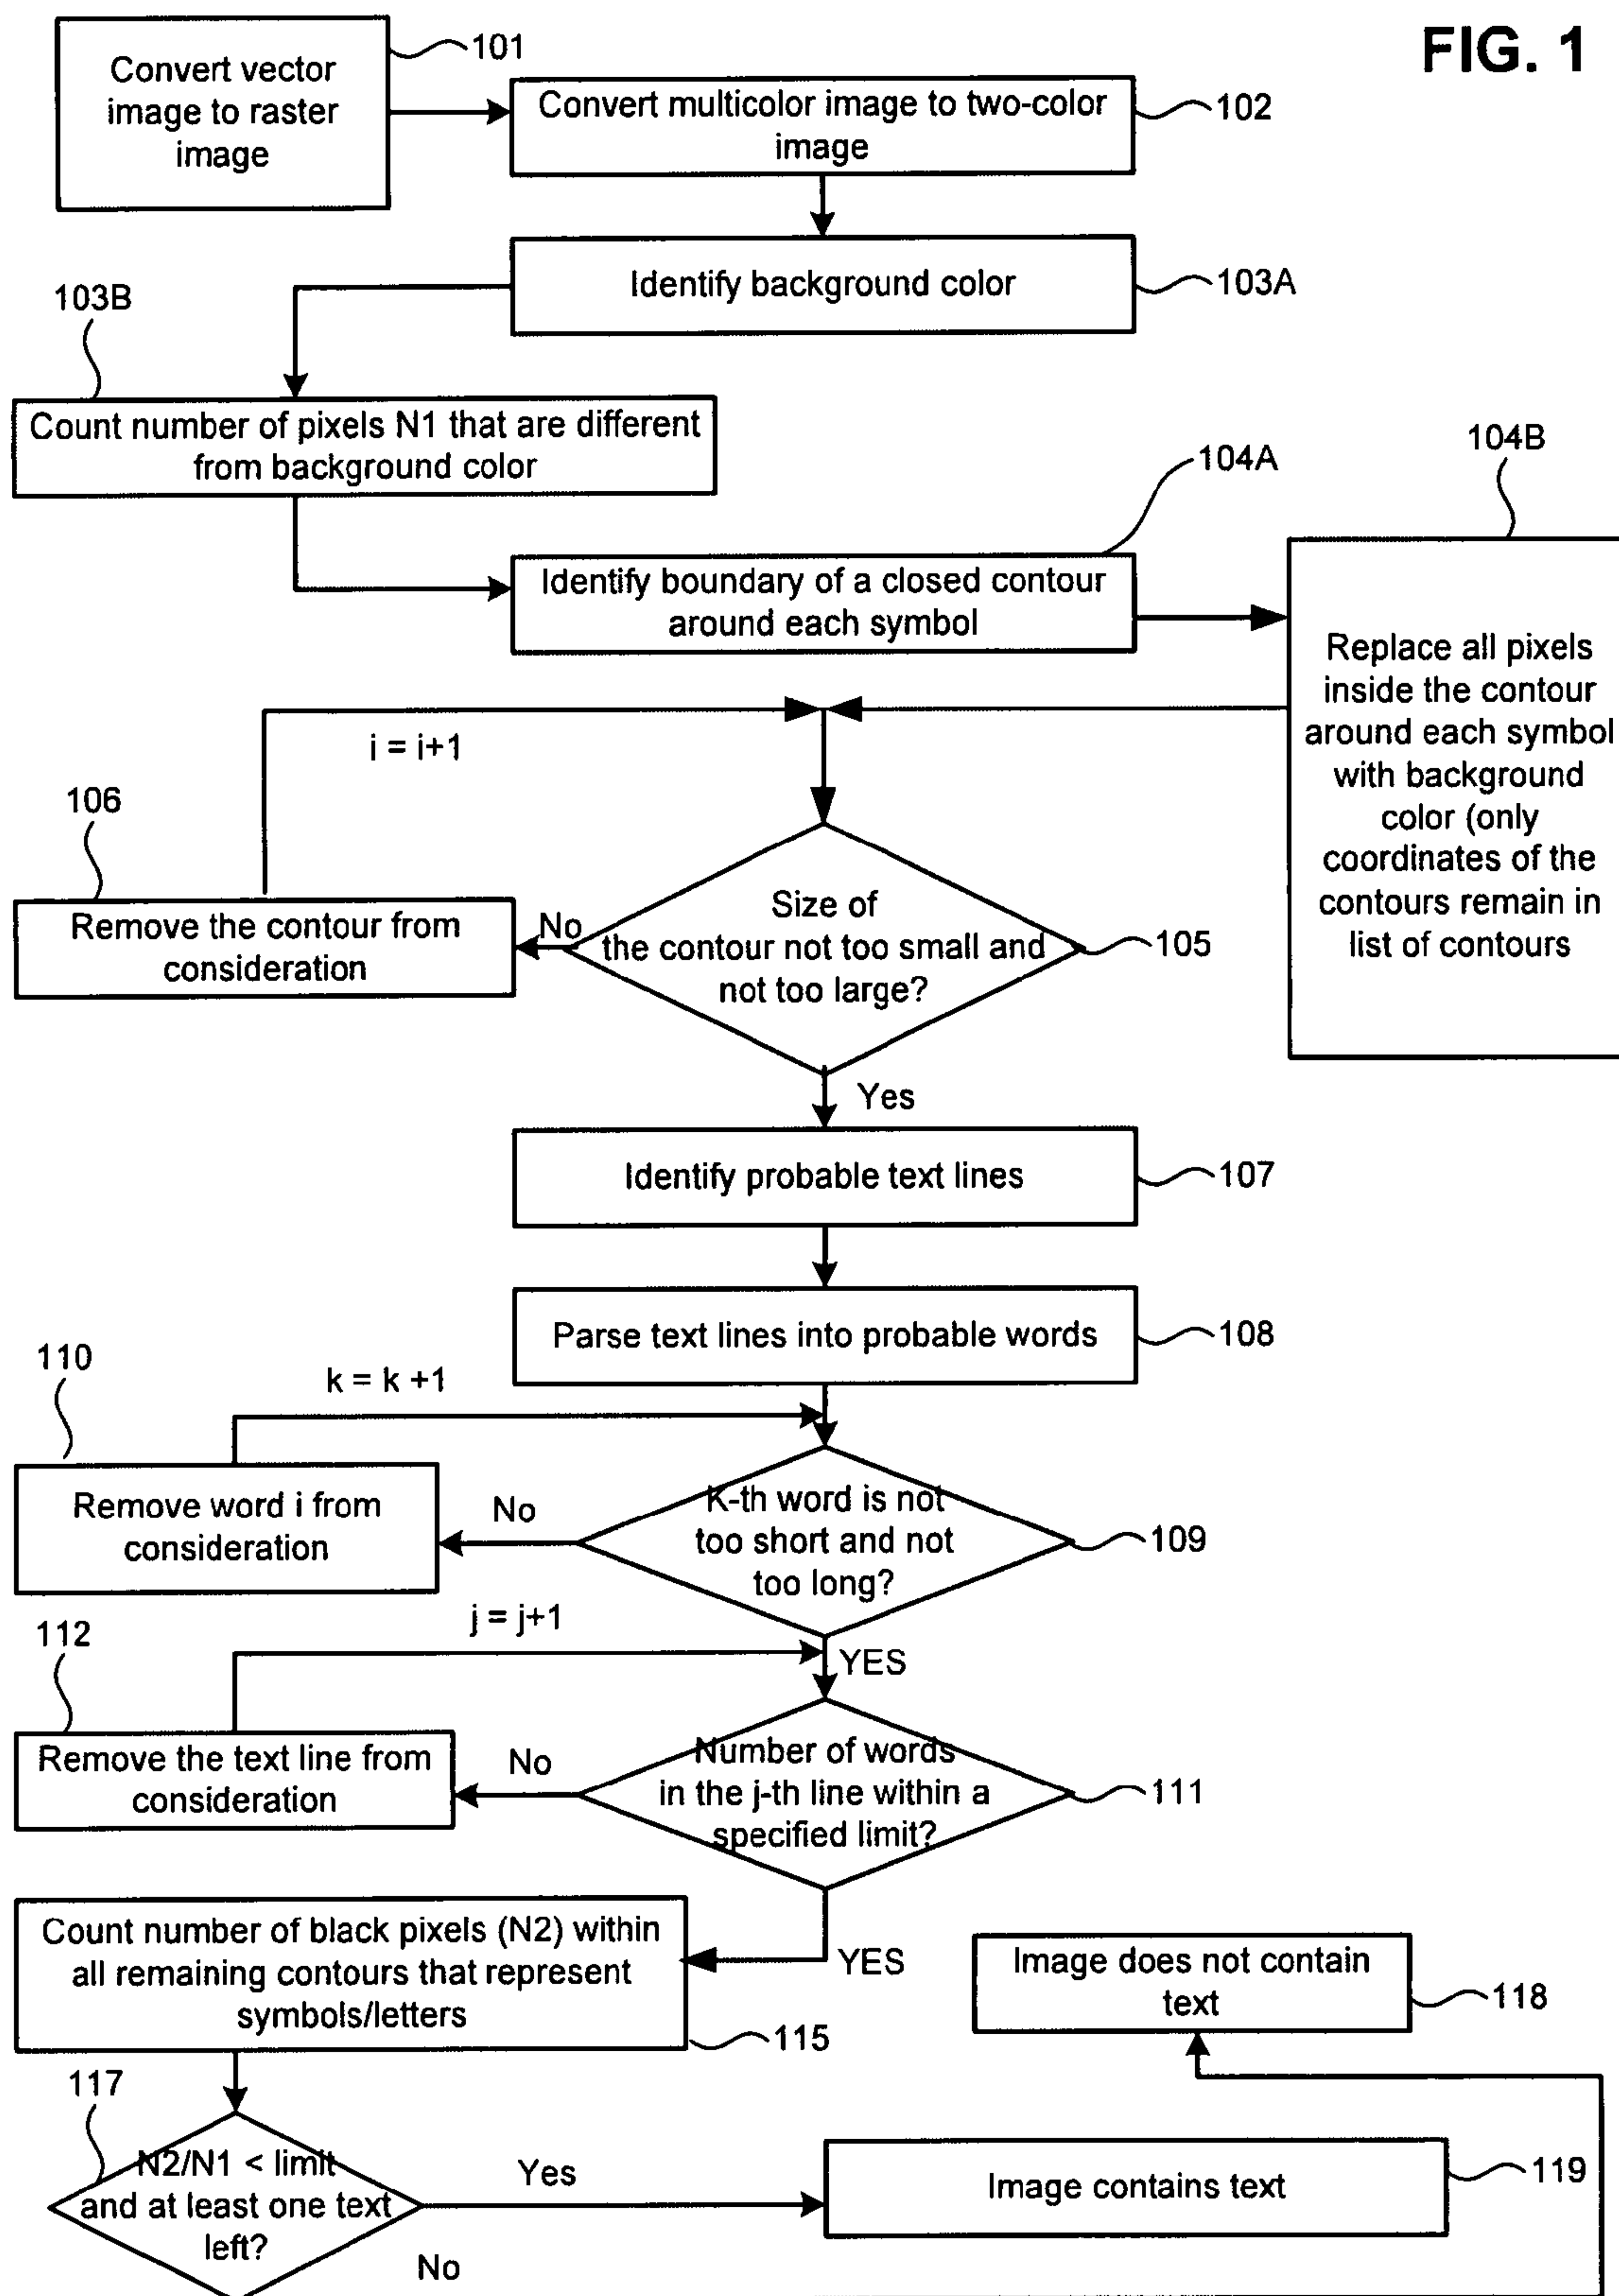 FIG. 1
101
Convert vector
image to raster
image
Convert multicolor image to two-color
image
102
Identify background color
103A
103B
Count number of pixels N1 that are different
from background color
104A
Identify boundary of a closed contour
around each symbol
104B
Replace all pixels
inside the contour
around each symbol
with background
color (only
coordinates of the
contours remain in
list of contours
i = i+1
106
Remove the contour from
consideration
No
Size of
the contour not too small and
not too large?
105
Yes
Identify probable text lines
107
Parse text lines into probable words
108
110
k = k +1
Remove word i from
consideration
No
K-th word is not
too short and not
too long?
109
112
j = j+1
YES
Remove the text line from
consideration
No
Number of words
in the j-th line within a
specified limit?
111
YES
Count number of black pixels (N2) within
all remaining contours that represent
symbols/letters
115
Image does not contain
text
118
117
N2/N1 < limit
and at least one text
left?
Yes
Image contains text
119
No